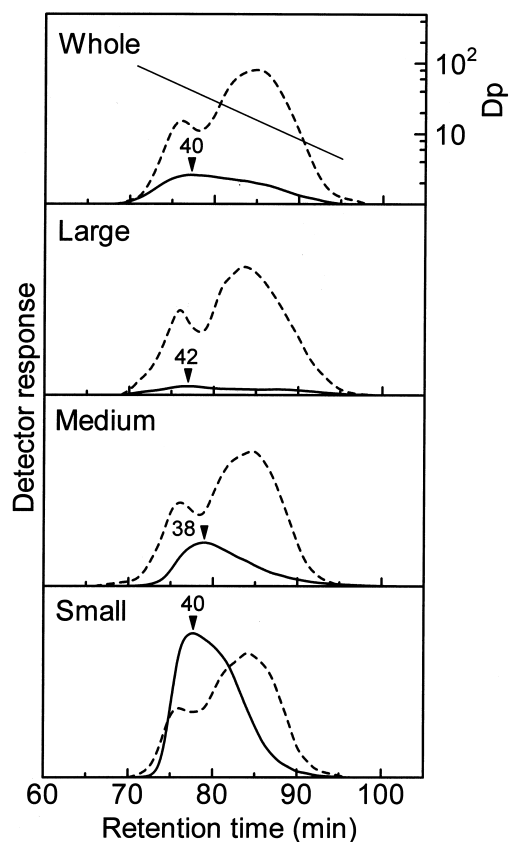 Whole
10²
Dp
10
40
Large
42
Detector response
Medium
38
40
Small
60 70 80 90 100
Retention time (min)